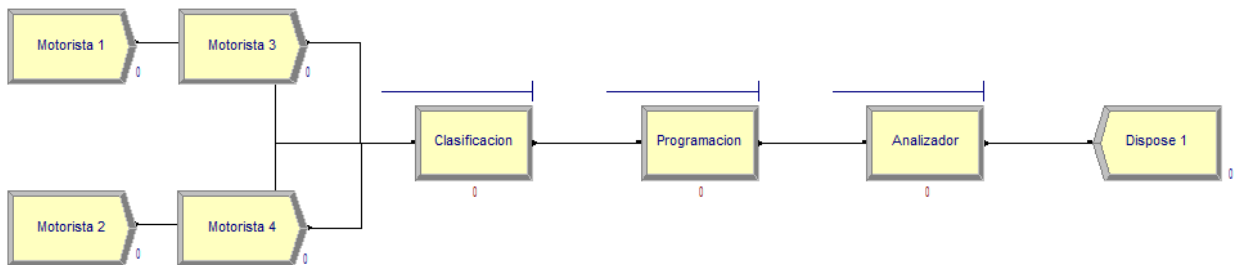 Motorista 1
0
Motorista 3
0
Clasificacion
0
Programacion
0
Analizador
0
Dispose 1
0
Motorista 2
0
Motorista 4
0